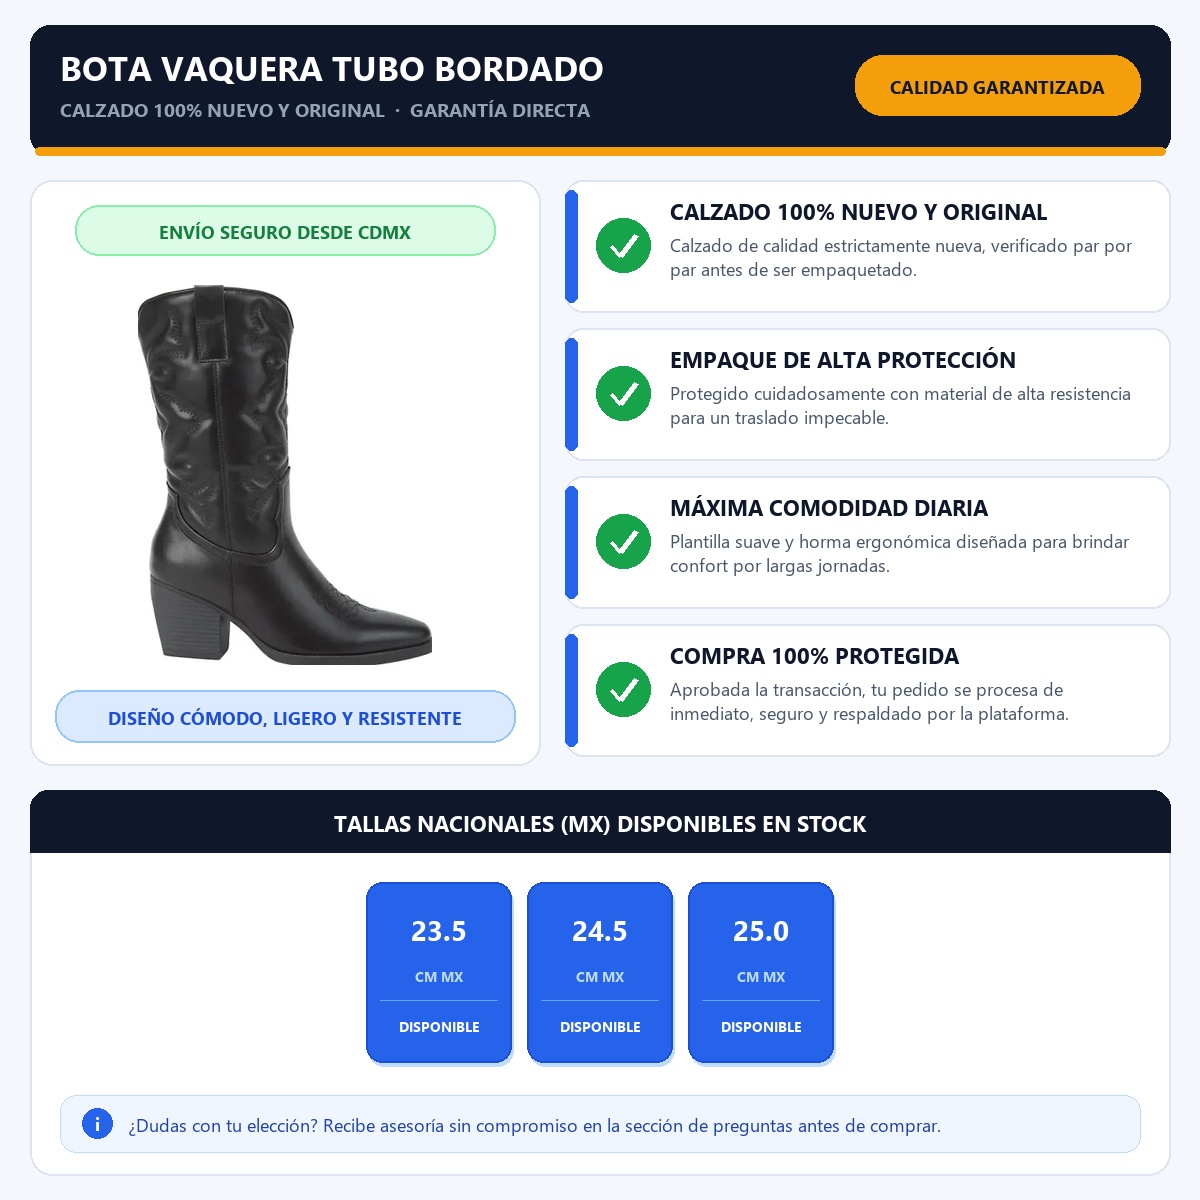 BOTA VAQUERA TUBO BORDADO
CALZADO 100% NUEVO Y ORIGINAL · GARANTÍA DIRECTA
CALIDAD GARANTIZADA
ENVÍO SEGURO DESDE CDMX
DISEÑO CÓMODO, LIGERO Y RESISTENTE
CALZADO 100% NUEVO Y ORIGINAL
Calzado de calidad estrictamente nueva, verificado par por
par antes de ser empaquetado.
EMPAQUE DE ALTA PROTECCIÓN
Protegido cuidadosamente con material de alta resistencia
para un traslado impecable.
MÁXIMA COMODIDAD DIARIA
Plantilla suave y horma ergonómica diseñada para brindar
confort por largas jornadas.
COMPRA 100% PROTEGIDA
Aprobada la transacción, tu pedido se procesa de
inmediato, seguro y respaldado por la plataforma.
TALLAS NACIONALES (MX) DISPONIBLES EN STOCK
23.5
CM MX
DISPONIBLE
24.5
CM MX
DISPONIBLE
25.0
CM MX
DISPONIBLE
¿Dudas con tu elección? Recibe asesoría sin compromiso en la sección de preguntas antes de comprar.